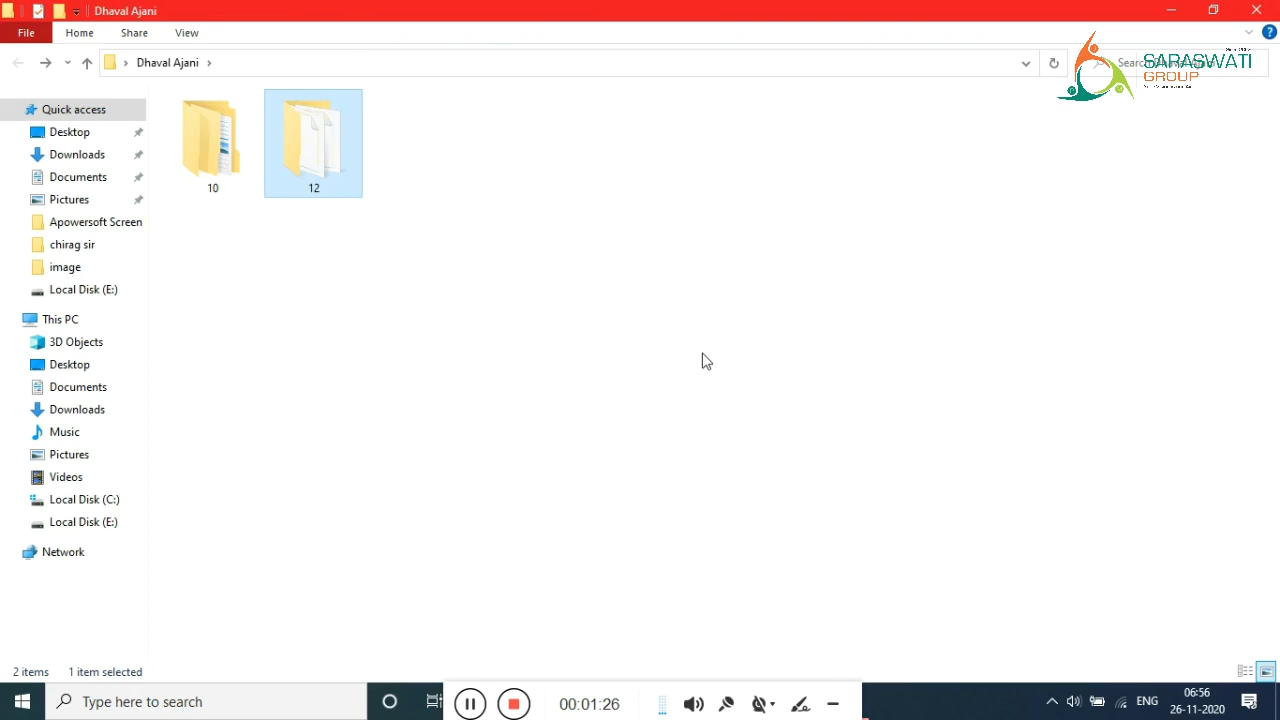 Dhaval Ajani
File Home Share View
Dhaval Ajani
Search Dhaval Ajani
SARASWATI
GROUP
Quick access
Desktop
Downloads
Documents
Pictures
Apowersoft Screen
chirag sir
image
Local Disk (E:)
This PC
3D Objects
Desktop
Documents
Downloads
Music
Pictures
Videos
Local Disk (C:)
Local Disk (E:)
Network
10
12
2 items 1 item selected
Type here to search
00:01:26
ENG
06:56
26-11-2020